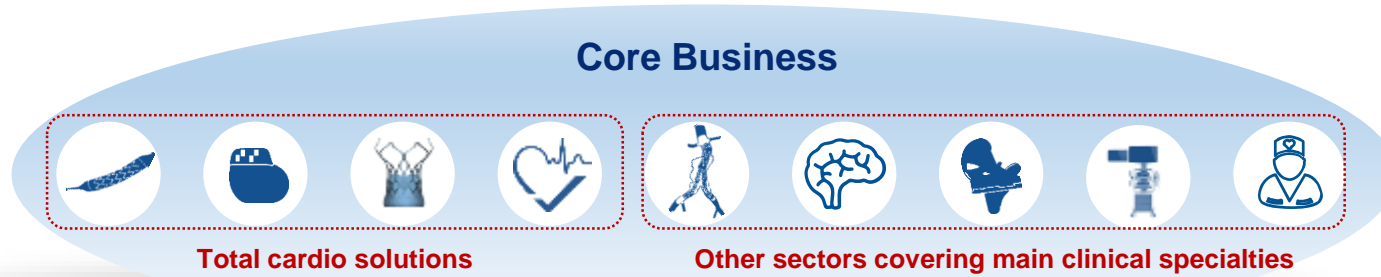 Core Business
Total cardio solutions
Other sectors covering main clinical specialties